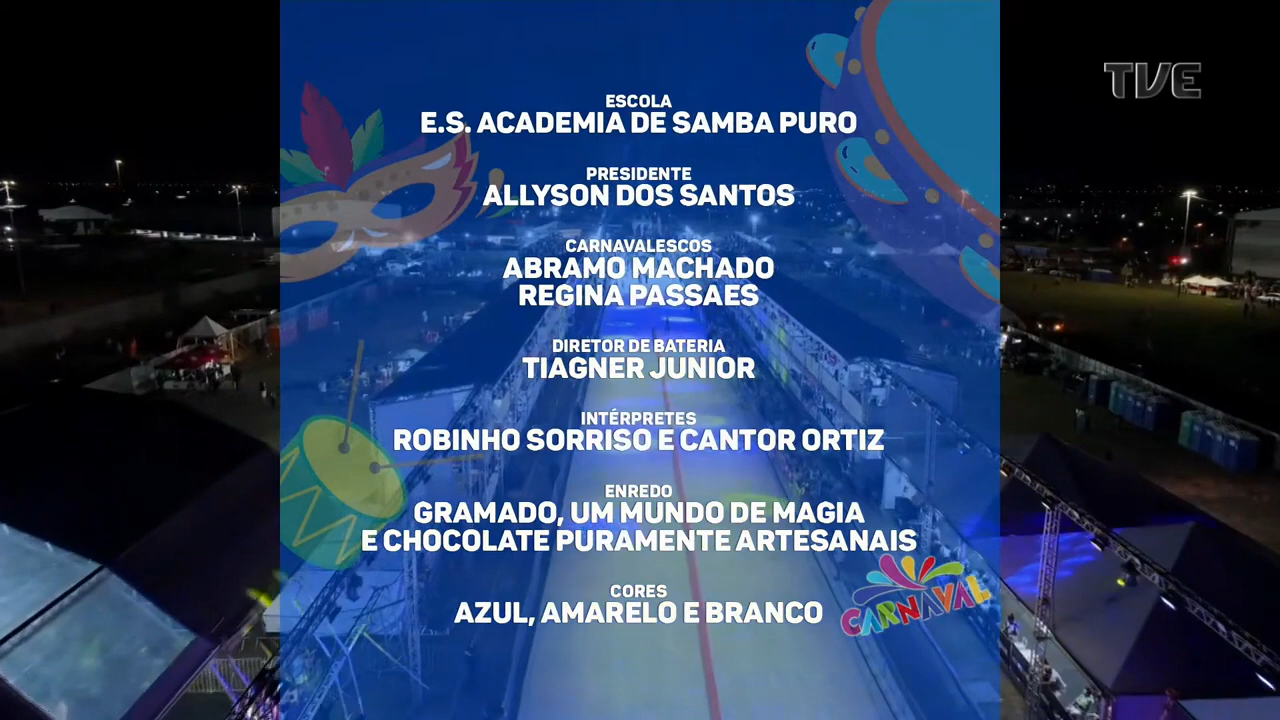 TVE
ESCOLA
E.S. ACADEMIA DE SAMBA PURO
PRESIDENTE
ALLYSON DOS SANTOS
CARNAVALESCOS
ABRAMO MACHADO
REGINA PASSAES
DIRETOR DE BATERIA
TIAGNER JUNIOR
INTÉRPRETES
ROBINHO SORRISO E CANTOR ORTIZ
ENREDO
GRAMADO, UM MUNDO DE MAGIA
E CHOCOLATE PURAMENTE ARTESANAIS
CORES
AZUL, AMARELO E BRANCO
CARNAVAL